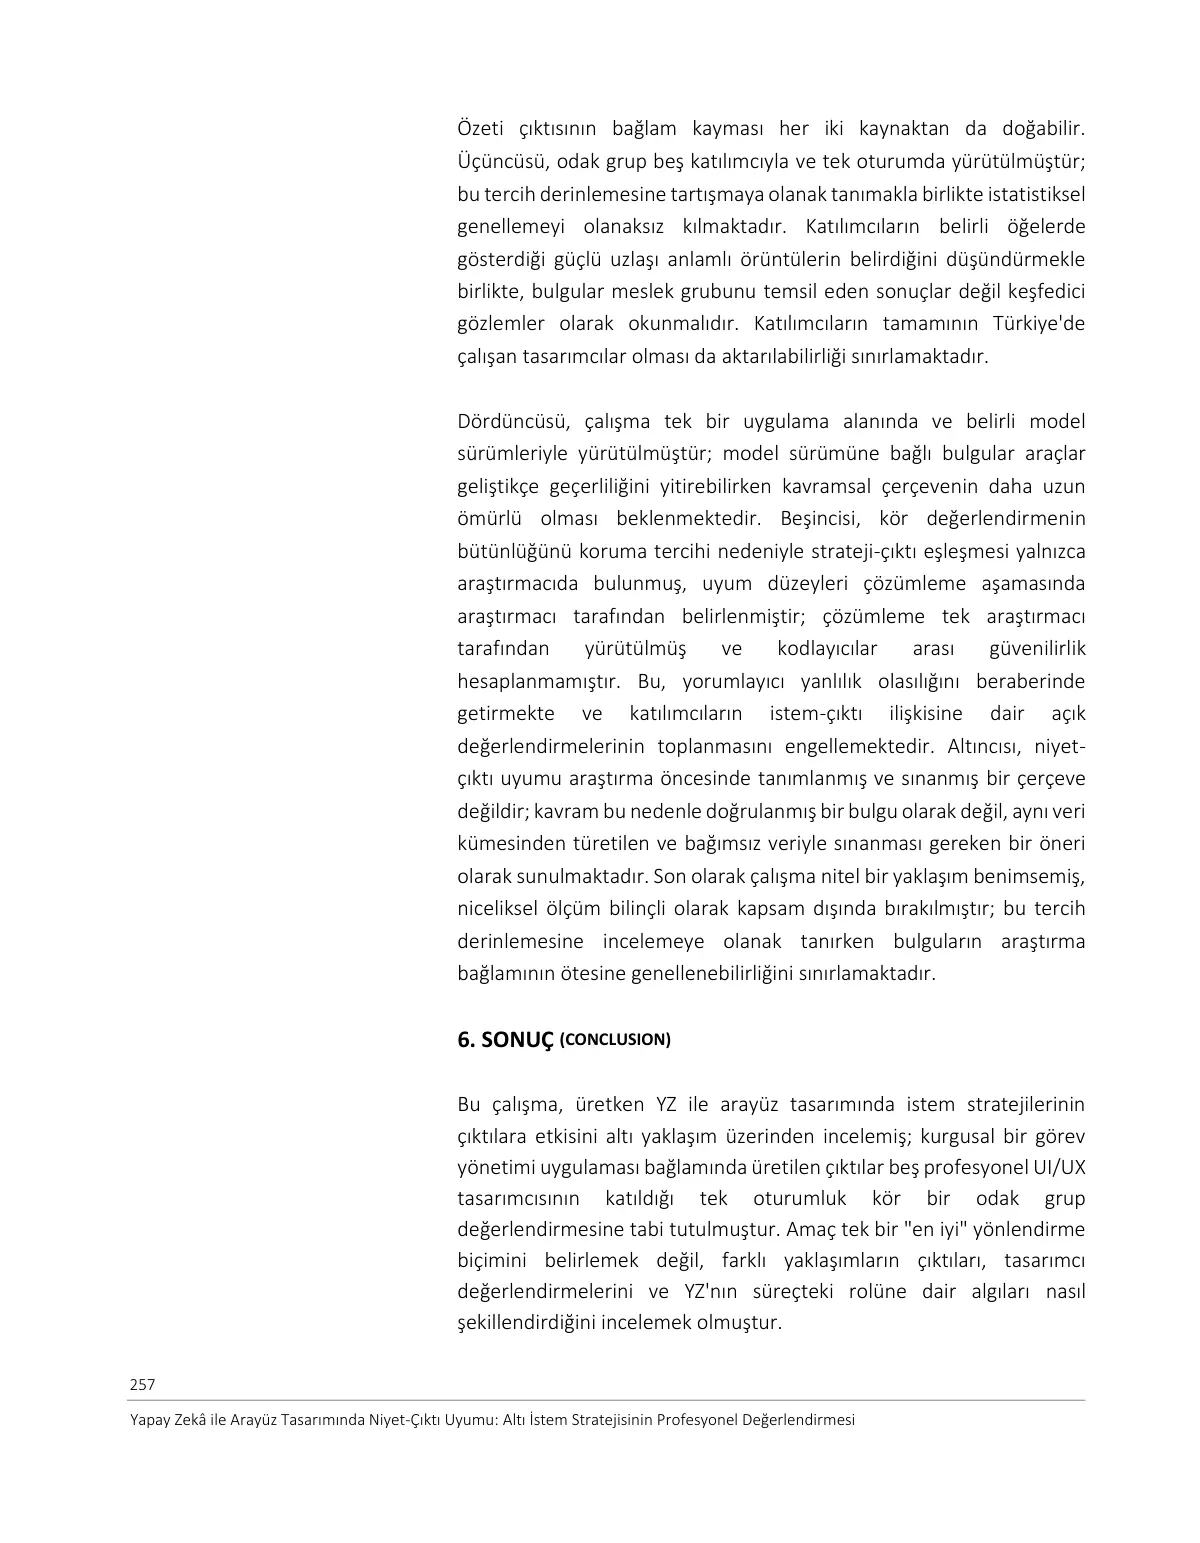 Özeti çıktısının bağlam kayması her iki kaynaktan da doğabilir.
Üçüncüsü, odak grup beş katılımcıyla ve tek oturumda yürütülmüştür;
bu tercih derinlemesine tartışmaya olanak tanımakla birlikte istatistiksel
genellemeyi olanaksız kılmaktadır. Katılımcıların belirli öğelerde
gösterdiği güçlü uzlaşı anlamlı örüntülerin belirdiğini düşündürmekle
birlikte, bulgular meslek grubunu temsil eden sonuçlar değil keşfedici
gözlemler olarak okunmalıdır. Katılımcıların tamamının Türkiye'de
çalışan tasarımcılar olması da aktarılabilirliği sınırlamaktadır.
Dördüncüsü, çalışma tek bir uygulama alanında ve belirli model
sürümleriyle yürütülmüştür; model sürümüne bağlı bulgular araçlar
geliştikçe geçerliliğini yitirebilirken kavramsal çerçevenin daha uzun
ömürlü olması beklenmektedir. Beşincisi, kör değerlendirmenin
bütünlüğünü koruma tercihi nedeniyle strateji-çıktı eşleşmesi yalnızca
araştırmacıda bulunmuş, uyum düzeyleri çözümleme aşamasında
araştırmacı tarafından belirlenmiştir; çözümleme tek araştırmacı
tarafından yürütülmüş ve kodlayıcılar arası güvenilirlik
hesaplanmamıştır. Bu, yorumlayıcı yanlılık olasılığını beraberinde
getirmekte ve katılımcıların istem-çıktı ilişkisine dair açık
değerlendirmelerinin toplanmasını engellemektedir. Altıncısı, niyet-
çıktı uyumu araştırma öncesinde tanımlanmış ve sınanmış bir çerçeve
değildir; kavram bu nedenle doğrulanmış bir bulgu olarak değil, aynı veri
kümesinden türetilen ve bağımsız veriyle sınanması gereken bir öneri
olarak sunulmaktadır. Son olarak çalışma nitel bir yaklaşım benimsemiş,
niceliksel ölçüm bilinçli olarak kapsam dışında bırakılmıştır; bu tercih
derinlemesine incelemeye olanak tanırken bulguların araştırma
bağlamının ötesine genellenebilirliğini sınırlamaktadır.
6. SONUÇ (CONCLUSION)
Bu çalışma, üretken YZ ile arayüz tasarımında istem stratejilerinin
çıktılara etkisini altı yaklaşım üzerinden incelemiş; kurgusal bir görev
yönetimi uygulaması bağlamında üretilen çıktılar beş profesyonel UI/UX
tasarımcısının katıldığı tek oturumluk kör bir odak grup
değerlendirmesine tabi tutulmuştur. Amaç tek bir "en iyi" yönlendirme
biçimini belirlemek değil, farklı yaklaşımların çıktıları, tasarımcı
değerlendirmelerini ve YZ'nın süreçteki rolüne dair algıları nasıl
şekillendirdiğini incelemek olmuştur.
257
Yapay Zekâ ile Arayüz Tasarımında Niyet-Çıktı Uyumu: Altı İstem Stratejisinin Profesyonel Değerlendirmesi